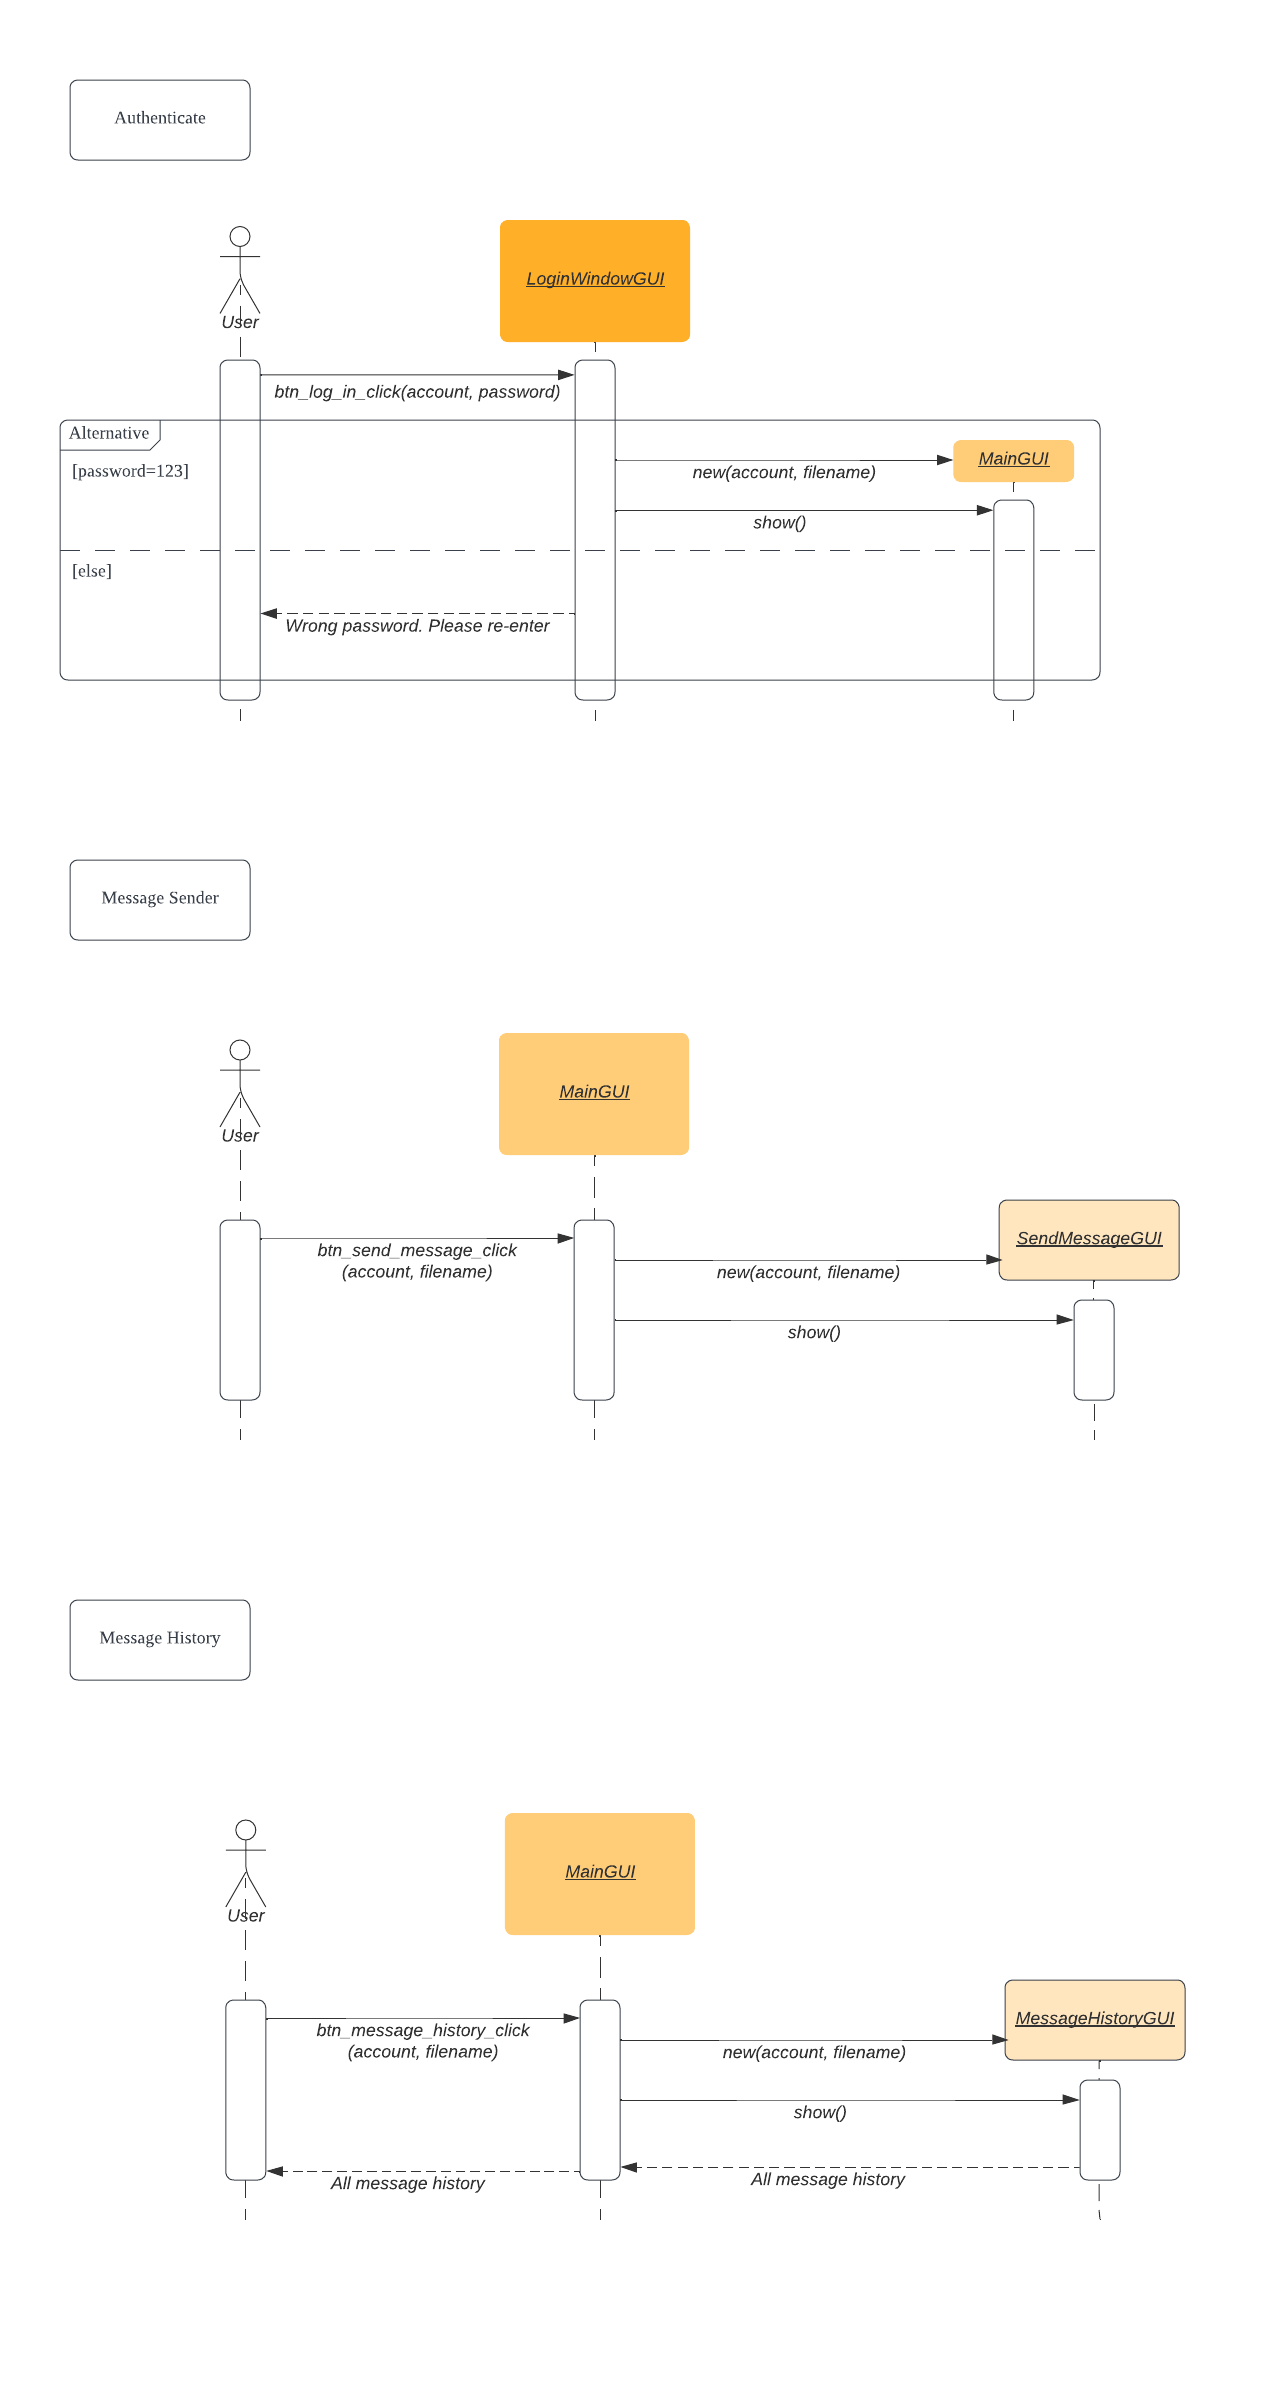 Authenticate
LoginWindowGUI
User
btn_log_in_click(account, password)
Alternative
[password=123]
MainGUI
new(account, filename)
show()
[else]
Wrong password. Please re-enter
Message Sender
MainGUI
User
btn_send_message_click
(account, filename)
SendMessageGUI
new(account, filename)
show()
Message History
MainGUI
User
btn_message_history_click
(account, filename)
MessageHistoryGUI
new(account, filename)
show()
All message history
All message history